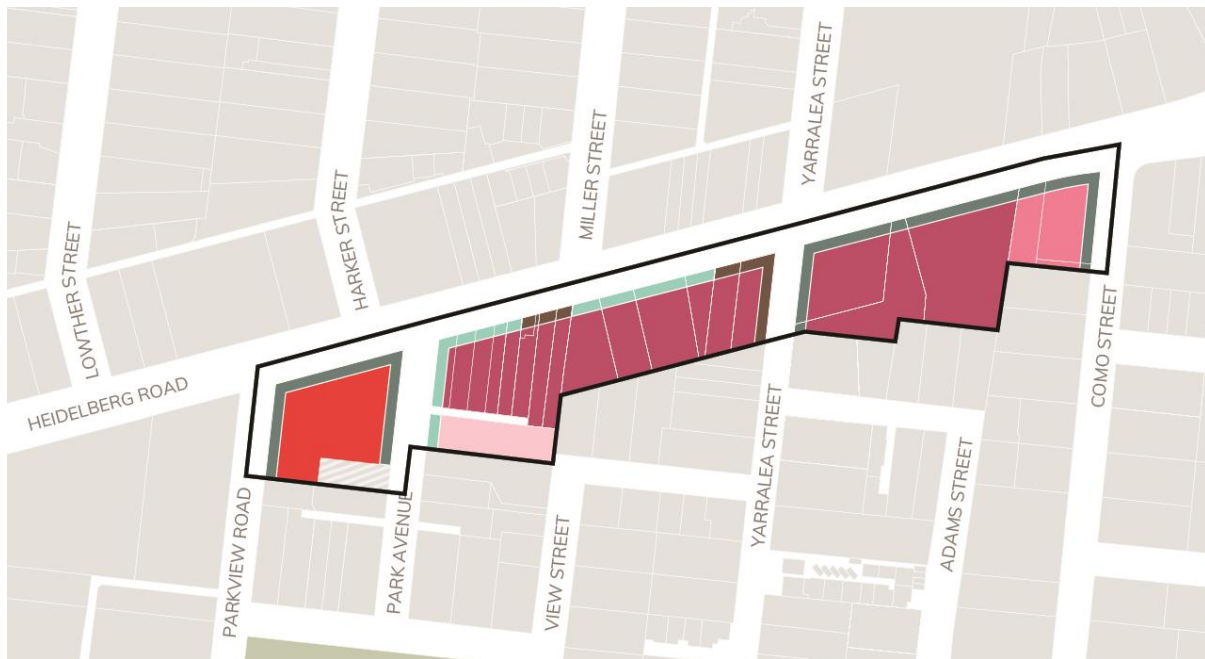 LOWTHER STREET
HARKER STREET
MILLER STREET
YARRALEA STREET
HEIDELBERG ROAD
PARKVIEW ROAD
PARK AVENUE
VIEW STREET
YARRALEA STREET
ADAMS STREET
COMO STREET